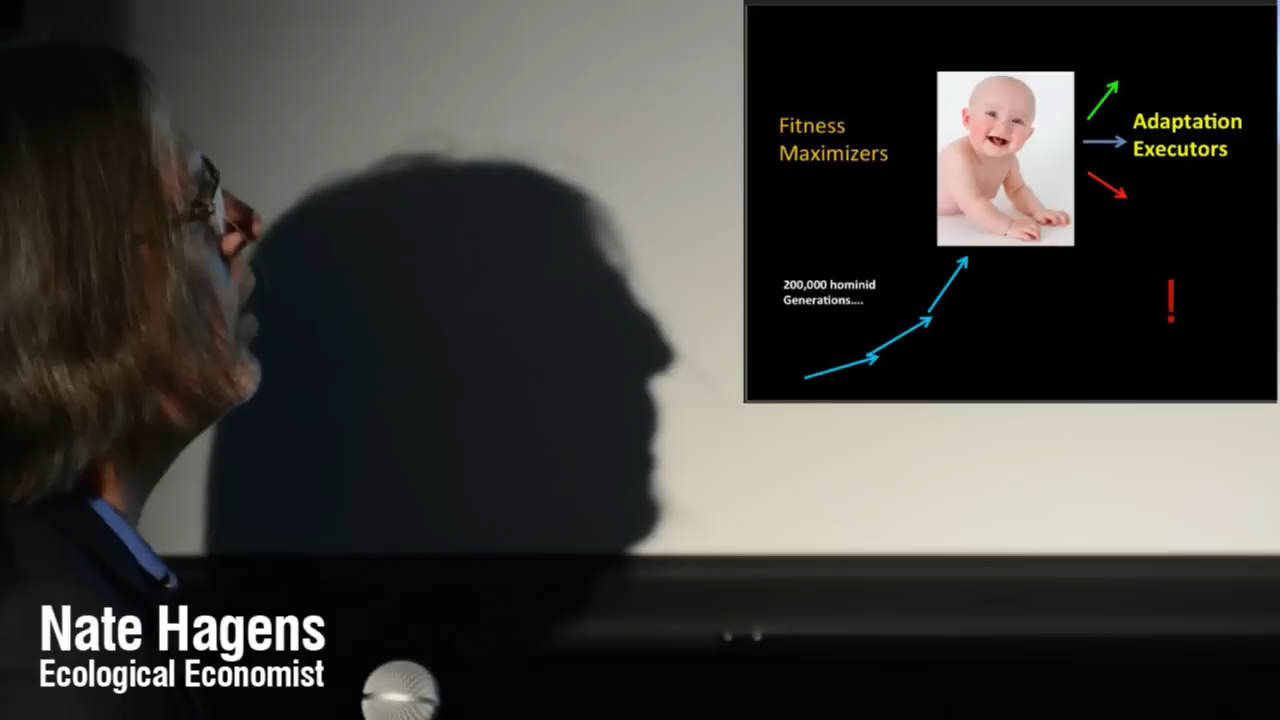 Fitness
Maximizers
Adaptation
Executors
200,000 hominid
Generations....
!
Nate Hagens
Ecological Economist